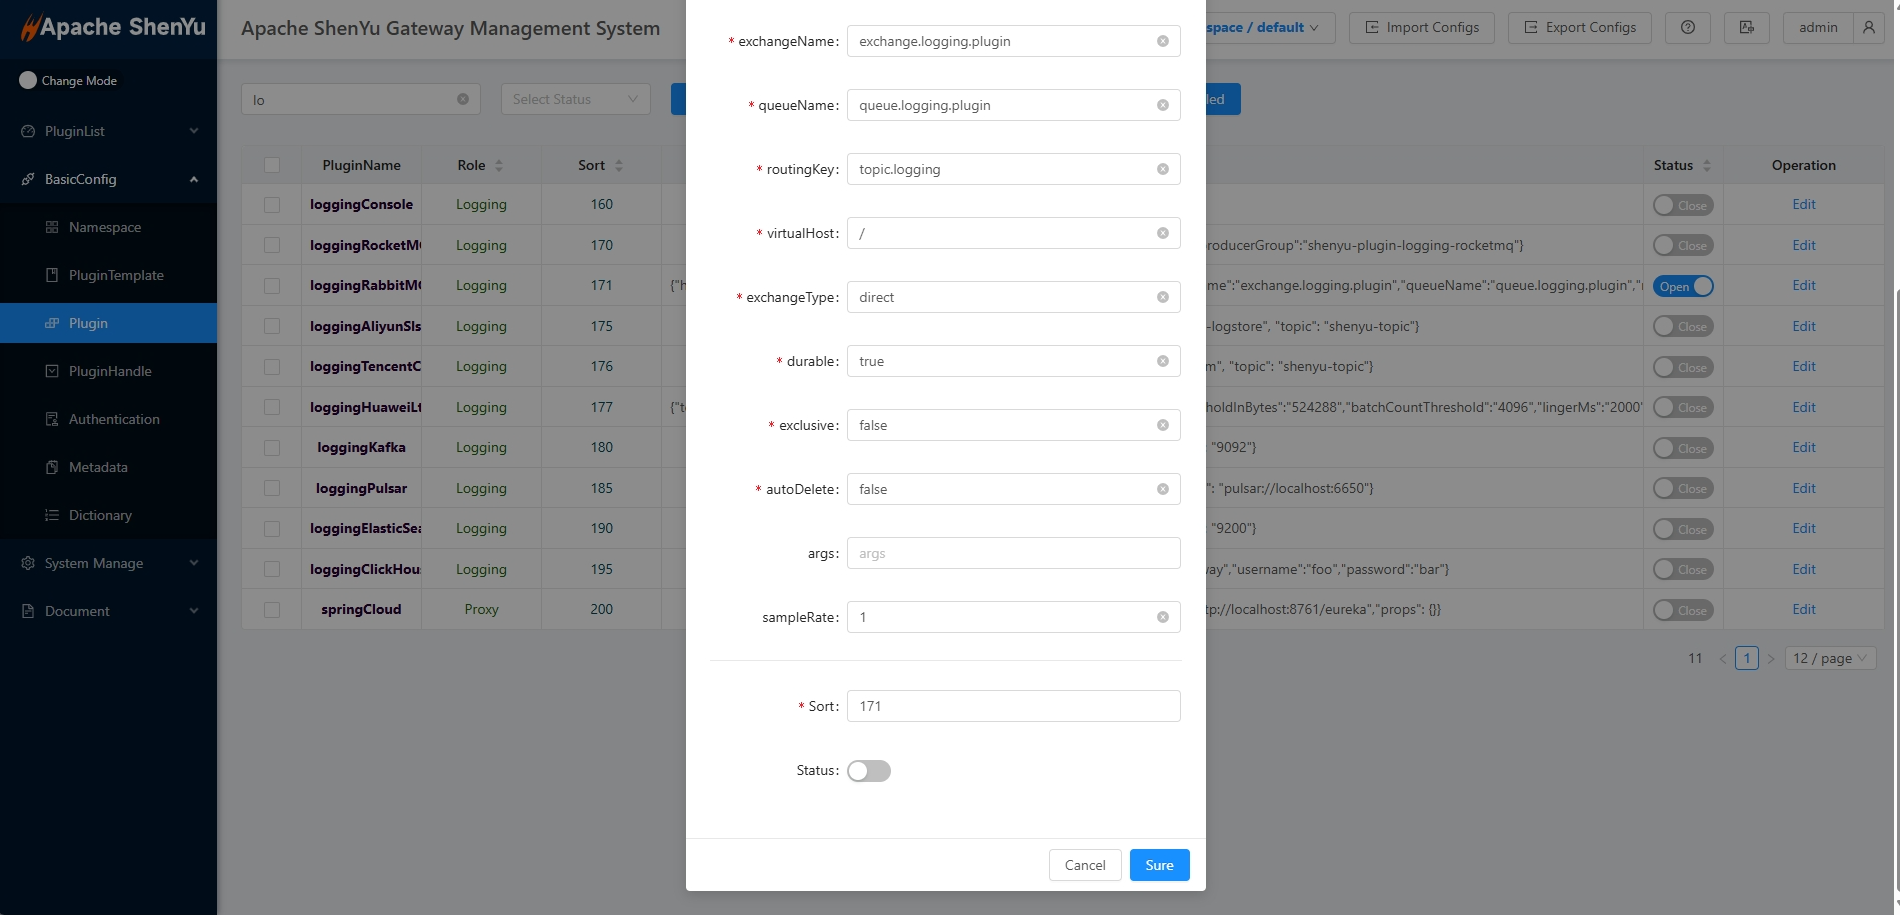 Apache ShenYu
Change Mode
PluginList
BasicConfig
Namespace
PluginTemplate
Plugin
PluginHandle
Authentication
Metadata
Dictionary
System Manage
Document
Apache ShenYu Gateway Management System
space / default
Import Configs
Export Configs
admin
lo
Select Status
led
PluginName Role Sort Status Operation
loggingConsole Logging 160 Close Edit
loggingRocketM Logging 170 roducerGroup":"shenyu-plugin-logging-rocketmq"} Close Edit
loggingRabbitM Logging 171 {"h me":"exchange.logging.plugin","queueName":"queue.logging.plugin"," Open Edit
loggingAliyunSls Logging 175 -logstore", "topic": "shenyu-topic"} Close Edit
loggingTencentC Logging 176 m", "topic": "shenyu-topic"} Close Edit
loggingHuaweiLt Logging 177 {"t holdInBytes":"524288","batchCountThreshold":"4096","lingerMs":"2000" Close Edit
loggingKafka Logging 180 "9092"} Close Edit
loggingPulsar Logging 185 ": "pulsar://localhost:6650"} Close Edit
loggingElasticSea Logging 190 "9200"} Close Edit
loggingClickHou Logging 195 way","username":"foo","password":"bar"} Close Edit
springCloud Proxy 200 tp://localhost:8761/eureka","props": {}} Close Edit
11 < 1 > 12 / page
* exchangeName: exchange.logging.plugin
* queueName: queue.logging.plugin
* routingKey: topic.logging
* virtualHost: /
* exchangeType: direct
* durable: true
* exclusive: false
* autoDelete: false
args: args
sampleRate: 1
* Sort: 171
Status:
Cancel
Sure